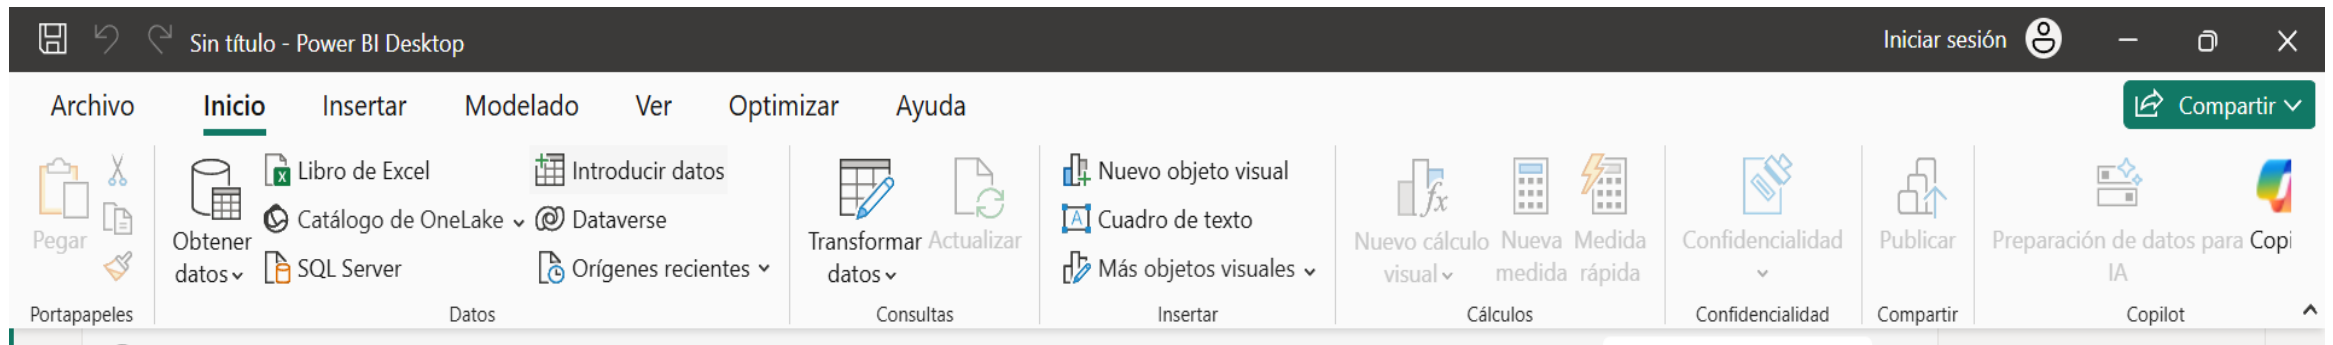 Sin título - Power BI Desktop
Iniciar sesión
Archivo Inicio Insertar Modelado Ver Optimizar Ayuda
Compartir
Pegar
Portapapeles
Obtener
datos
Libro de Excel
Catálogo de OneLake
SQL Server
Introducir datos
Dataverse
Orígenes recientes
Datos
Transformar
datos
Actualizar
Consultas
Nuevo objeto visual
A Cuadro de texto
Más objetos visuales
Insertar
fx
Nuevo cálculo
visual
Nueva
medida
Medida
rápida
Cálculos
Confidencialidad
Confidencialidad
Publicar
Compartir
Preparación de datos para
IA
Copi
Copilot